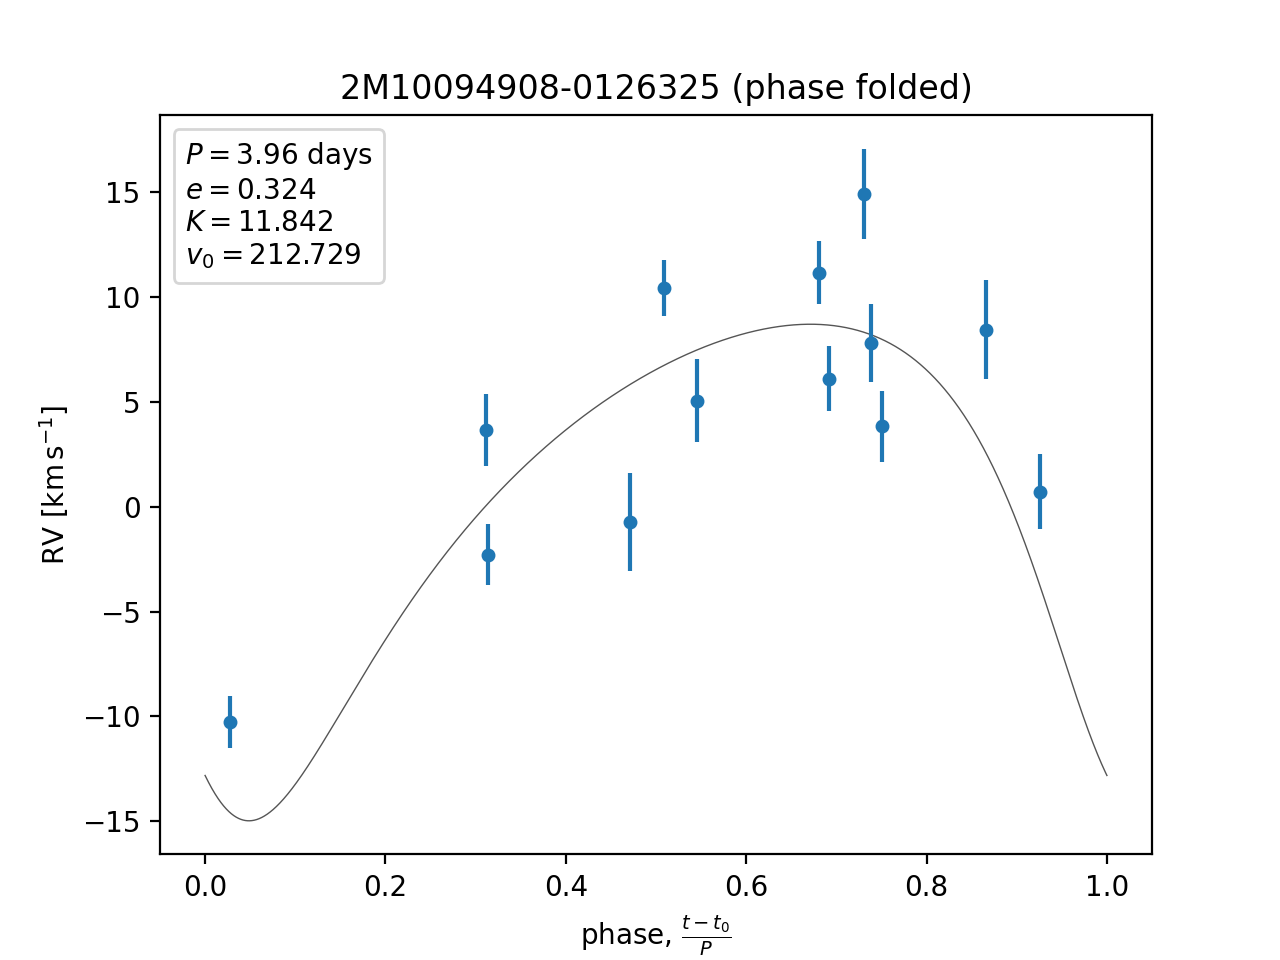 2M10094908-0126325 (phase folded)
P = 3.96 days
e = 0.324
K = 11.842
v₀ = 212.729
15
10
5
0
−5
−10
−15
RV [km s⁻¹]
0.0 0.2 0.4 0.6 0.8 1.0
phase, (t − t₀)/P